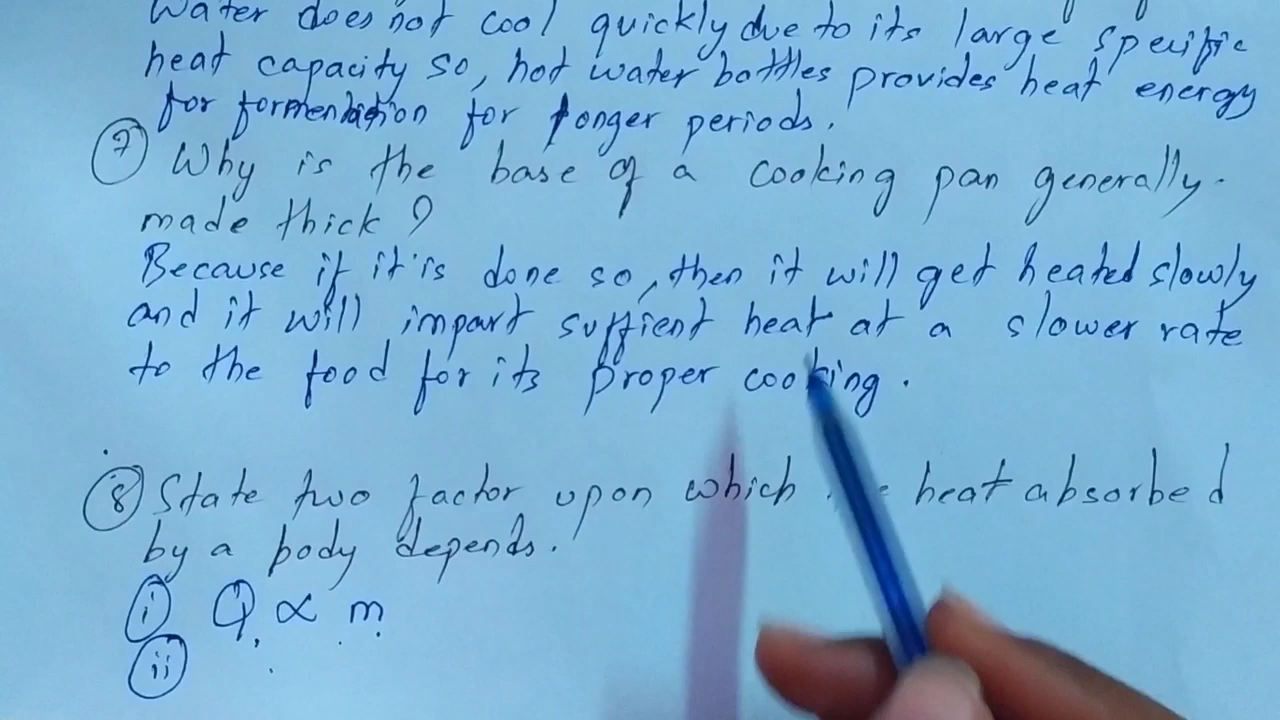 Water does not cool quickly due to its large specific
heat capacity so, hot water bottles provides heat energy
for for longer periods.
7 Why is the base of a cooking pan generally.
made thick?
Because if it is done so, then it will get heated slowly
and it will impart suffient heat at a slower rate
to the food for its proper cooking.
8 State two factor upon which heat absorbed
by a body depends.
i Q ∝ m
ii